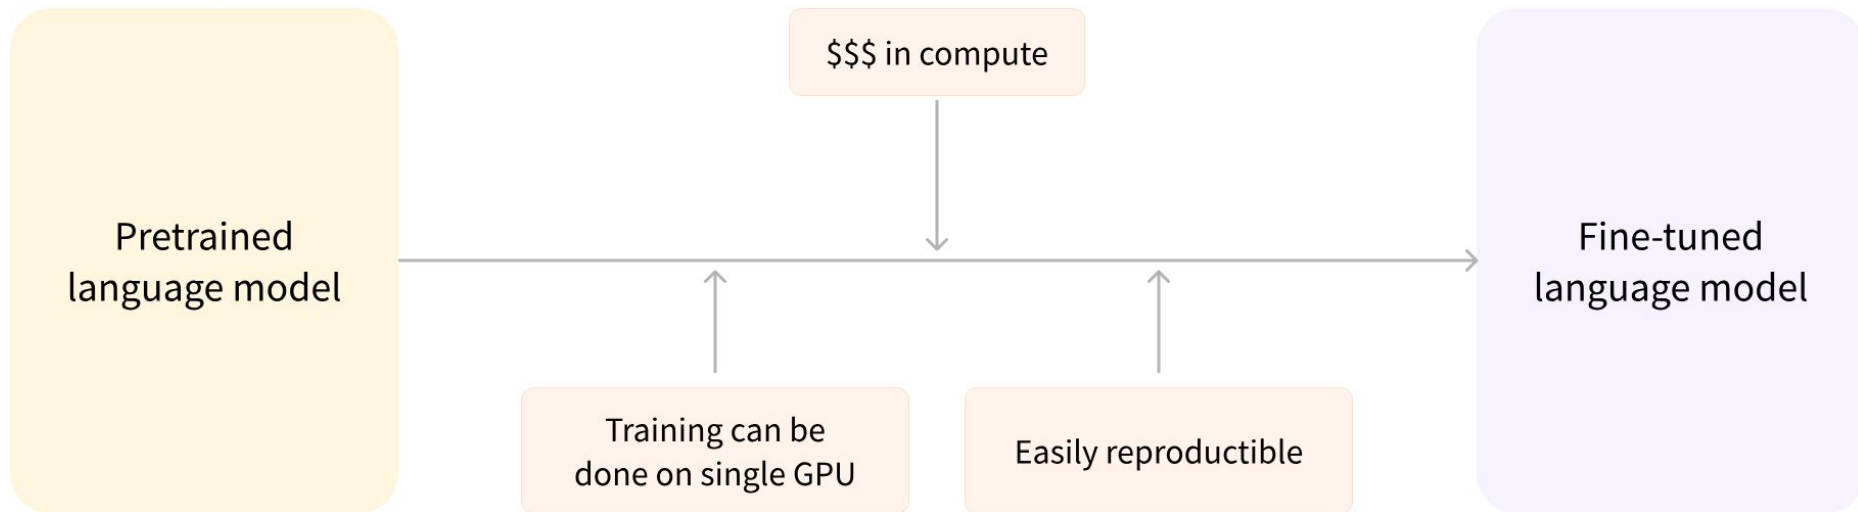 $$$ in compute
Pretrained
language model
Fine-tuned
language model
Training can be
done on single GPU
Easily reproductible